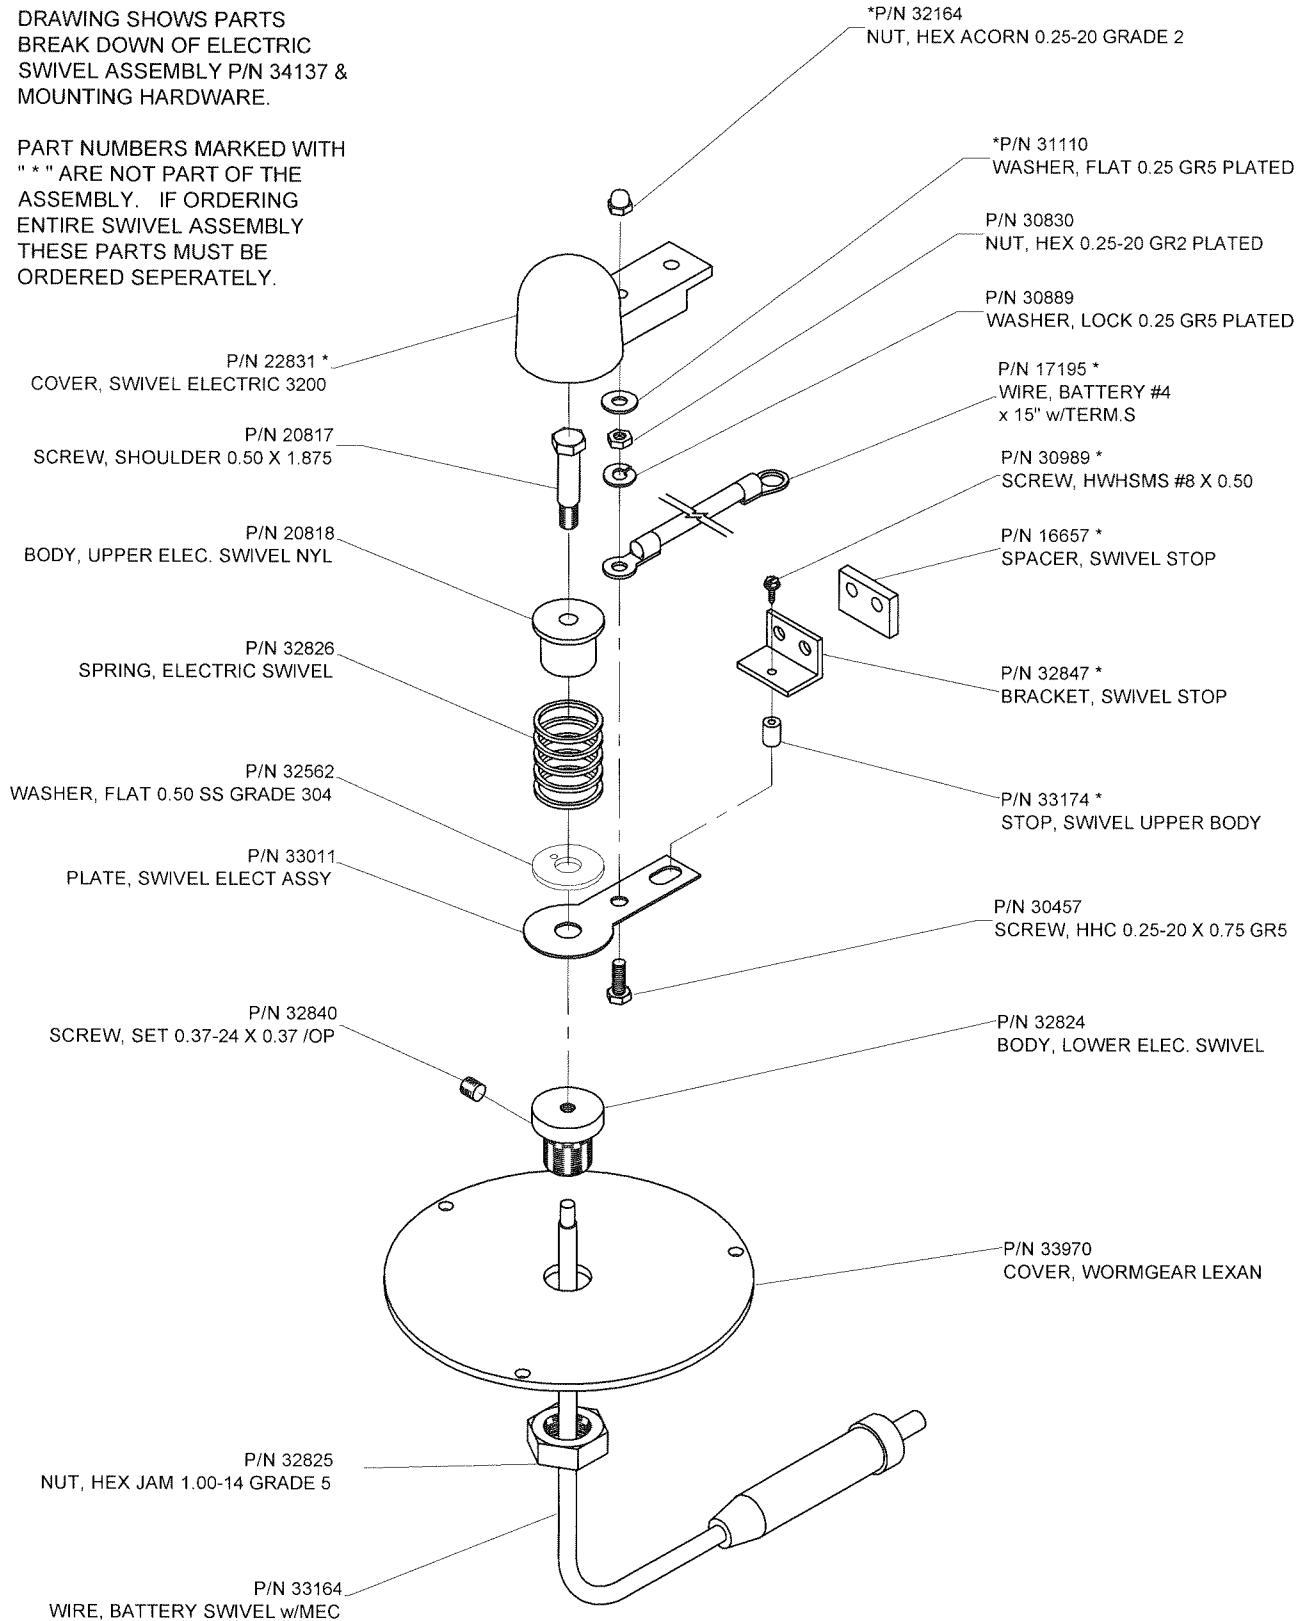 DRAWING SHOWS PARTS
BREAK DOWN OF ELECTRIC
SWIVEL ASSEMBLY P/N 34137 &
MOUNTING HARDWARE.
PART NUMBERS MARKED WITH
" * " ARE NOT PART OF THE
ASSEMBLY. IF ORDERING
ENTIRE SWIVEL ASSEMBLY
THESE PARTS MUST BE
ORDERED SEPERATELY.
*P/N 32164
NUT, HEX ACORN 0.25-20 GRADE 2
*P/N 31110
WASHER, FLAT 0.25 GR5 PLATED
P/N 30830
NUT, HEX 0.25-20 GR2 PLATED
P/N 30889
WASHER, LOCK 0.25 GR5 PLATED
P/N 17195 *
WIRE, BATTERY #4
x 15" w/TERM.S
P/N 30989 *
SCREW, HWHSMS #8 X 0.50
P/N 16657 *
SPACER, SWIVEL STOP
P/N 32847 *
BRACKET, SWIVEL STOP
P/N 33174 *
STOP, SWIVEL UPPER BODY
P/N 30457
SCREW, HHC 0.25-20 X 0.75 GR5
P/N 32824
BODY, LOWER ELEC. SWIVEL
P/N 33970
COVER, WORMGEAR LEXAN
P/N 22831 *
COVER, SWIVEL ELECTRIC 3200
P/N 20817
SCREW, SHOULDER 0.50 X 1.875
P/N 20818
BODY, UPPER ELEC. SWIVEL NYL
P/N 32826
SPRING, ELECTRIC SWIVEL
P/N 32562
WASHER, FLAT 0.50 SS GRADE 304
P/N 33011
PLATE, SWIVEL ELECT ASSY
P/N 32840
SCREW, SET 0.37-24 X 0.37 /OP
P/N 32825
NUT, HEX JAM 1.00-14 GRADE 5
P/N 33164
WIRE, BATTERY SWIVEL w/MEC